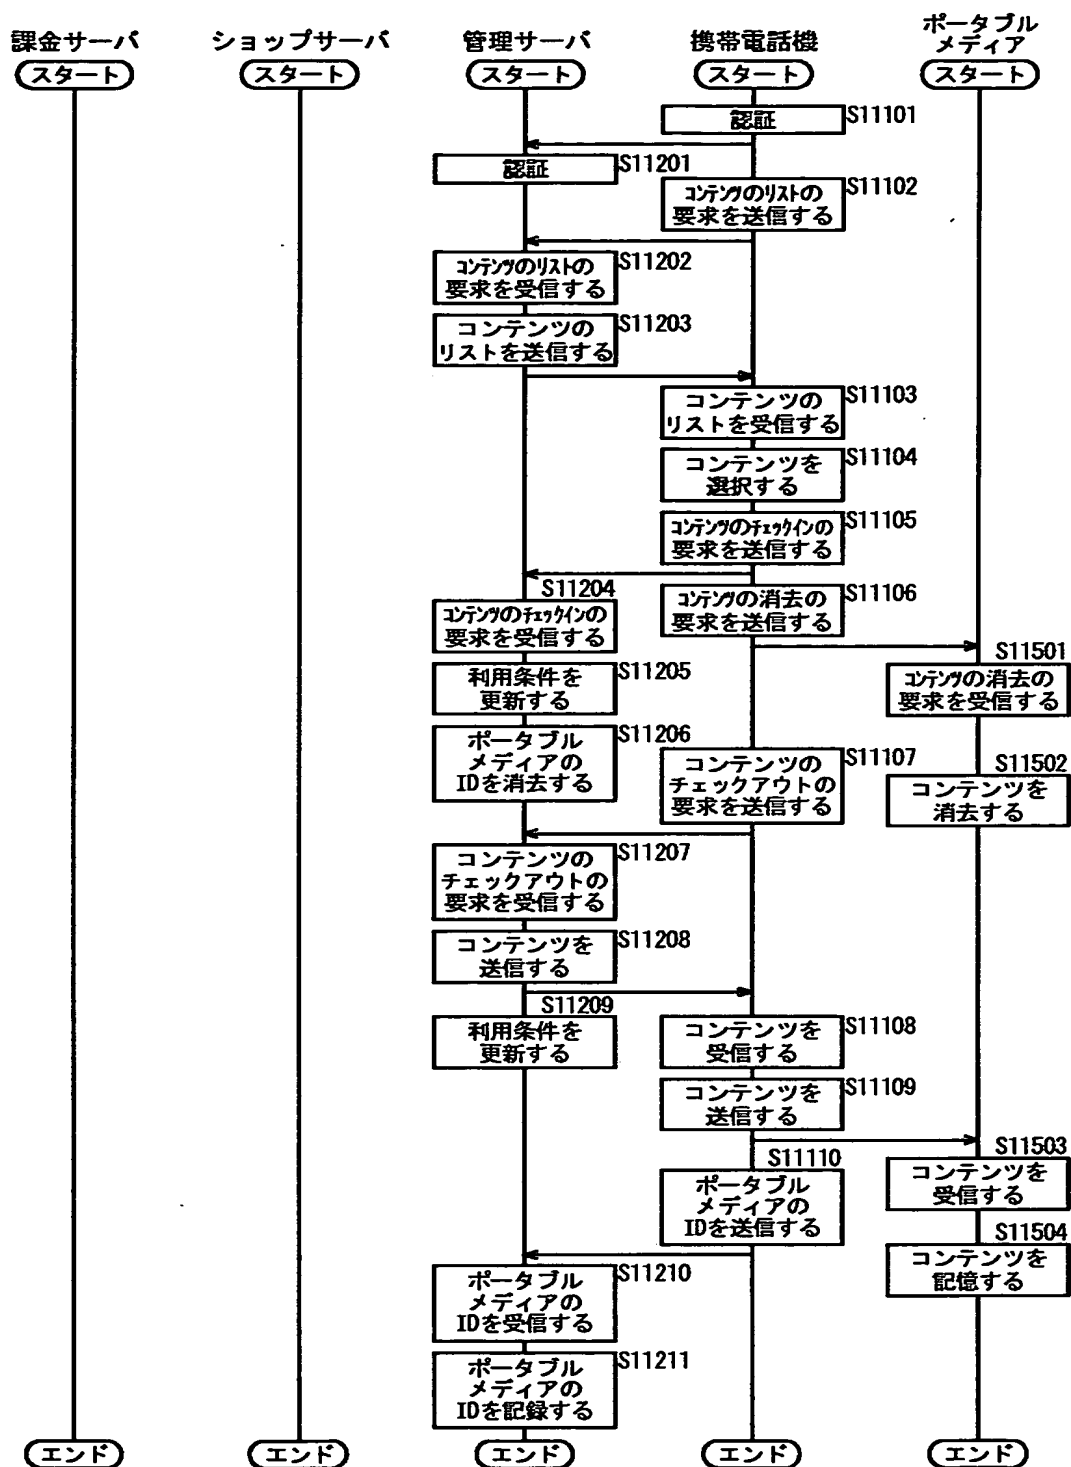 課金サーバ
ショップサーバ
管理サーバ
携帯電話機
ポータブル
メディア
スタート
スタート
スタート
スタート
スタート
認証
S11101
認証
S11201
コンテンツのリストの
要求を送信する
S11102
コンテンツのリストの
要求を受信する
S11202
コンテンツの
リストを送信する
S11203
コンテンツの
リストを受信する
S11103
コンテンツを
選択する
S11104
コンテンツのチェックインの
要求を送信する
S11105
S11204
コンテンツのチェックインの
要求を受信する
コンテンツの消去の
要求を送信する
S11106
S11501
コンテンツの消去の
要求を受信する
利用条件を
更新する
S11205
ポータブル
メディアの
IDを消去する
S11206
コンテンツの
チェックアウトの
要求を送信する
S11107
S11502
コンテンツを
消去する
コンテンツの
チェックアウトの
要求を受信する
S11207
コンテンツを
送信する
S11208
S11209
利用条件を
更新する
コンテンツを
受信する
S11108
コンテンツを
送信する
S11109
S11503
コンテンツを
受信する
S11110
ポータブル
メディアの
IDを送信する
S11504
コンテンツを
記憶する
ポータブル
メディアの
IDを受信する
S11210
ポータブル
メディアの
IDを記録する
S11211
エンド
エンド
エンド
エンド
エンド